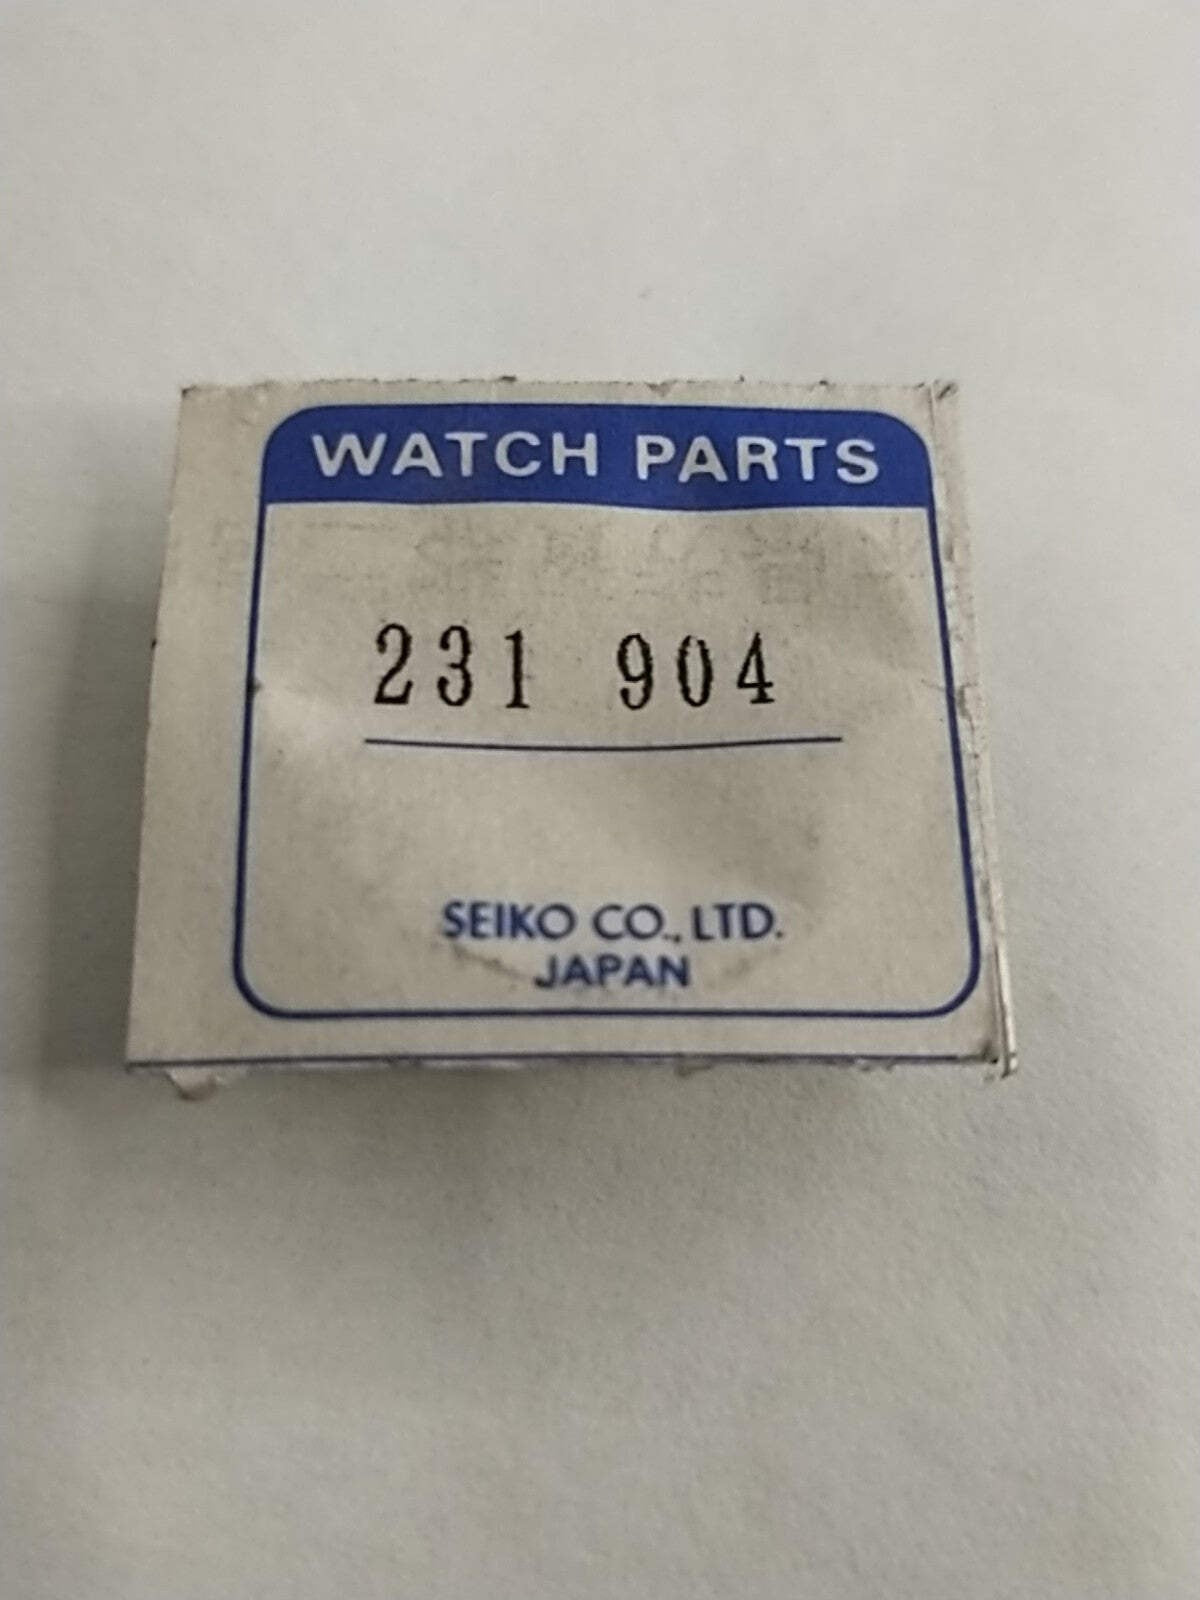 WATCH PARTS
231 904
SEIKO CO., LTD.
JAPAN